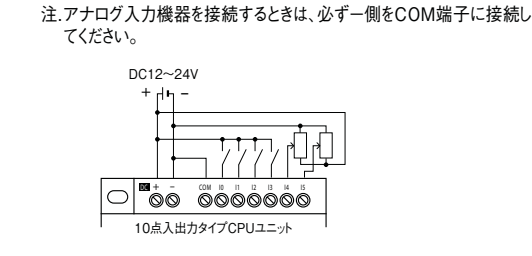 注.アナログ入力機器を接続するときは、必ずー側をCOM端子に接続し
てください。
DC12～24V
+ −
DC + − COM I0 I1 I2 I3 I4 I5
10点入出力タイプCPUユニット